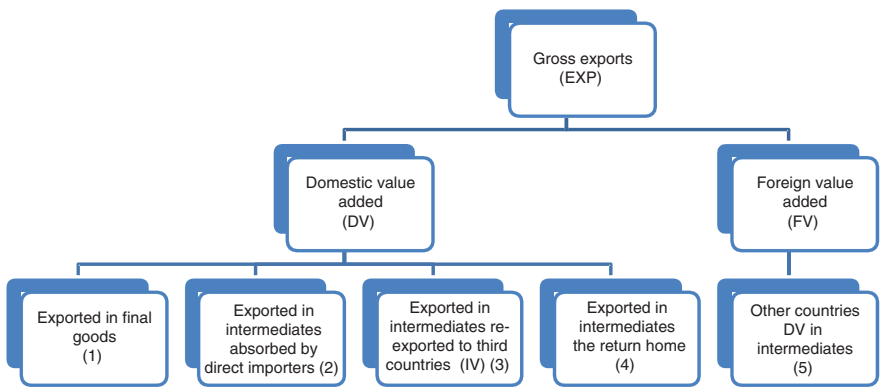 Gross exports
(EXP)
Domestic value
added
(DV)
Foreign value
added
(FV)
Exported in final
goods
(1)
Exported in
intermediates
absorbed by
direct importers (2)
Exported in
intermediates re-
exported to third
countries (IV) (3)
Exported in
intermediates
the return home
(4)
Other countries
DV in
intermediates
(5)